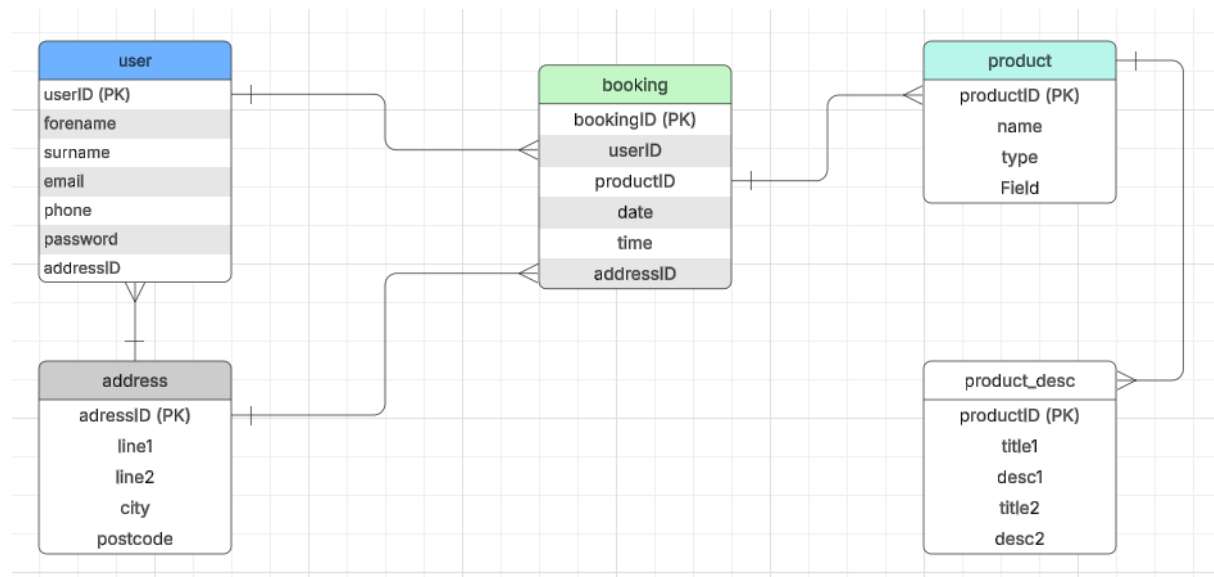 user
userID (PK)
forename
surname
email
phone
password
addressID
booking
bookingID (PK)
userID
productID
date
time
addressID
product
productID (PK)
name
type
Field
address
adressID (PK)
line1
line2
city
postcode
product_desc
productID (PK)
title1
desc1
title2
desc2